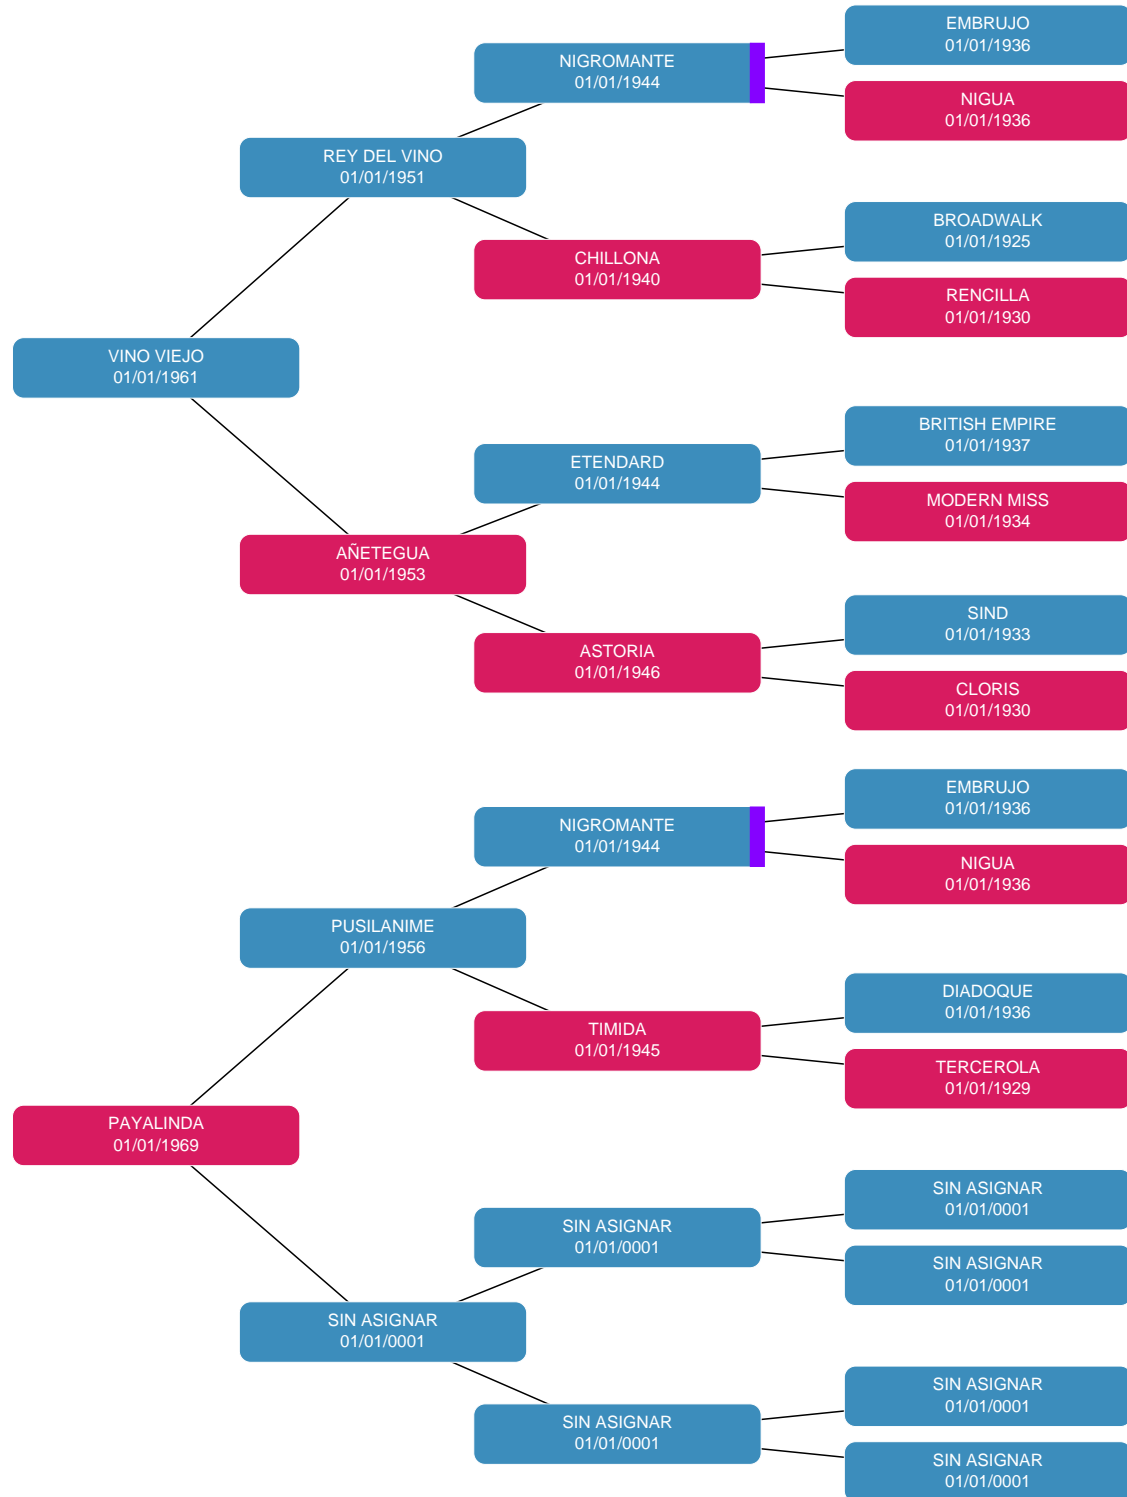 EMBRUJO
01/01/1936
NIGROMANTE
01/01/1944
NIGUA
01/01/1936
REY DEL VINO
01/01/1951
BROADWALK
01/01/1925
CHILLONA
01/01/1940
RENCILLA
01/01/1930
VINO VIEJO
01/01/1961
BRITISH EMPIRE
01/01/1937
ETENDARD
01/01/1944
MODERN MISS
01/01/1934
AÑETEGUA
01/01/1953
SIND
01/01/1933
ASTORIA
01/01/1946
CLORIS
01/01/1930
EMBRUJO
01/01/1936
NIGROMANTE
01/01/1944
NIGUA
01/01/1936
PUSILANIME
01/01/1956
DIADOQUE
01/01/1936
TIMIDA
01/01/1945
TERCEROLA
01/01/1929
PAYALINDA
01/01/1969
SIN ASIGNAR
01/01/0001
SIN ASIGNAR
01/01/0001
SIN ASIGNAR
01/01/0001
SIN ASIGNAR
01/01/0001
SIN ASIGNAR
01/01/0001
SIN ASIGNAR
01/01/0001
SIN ASIGNAR
01/01/0001